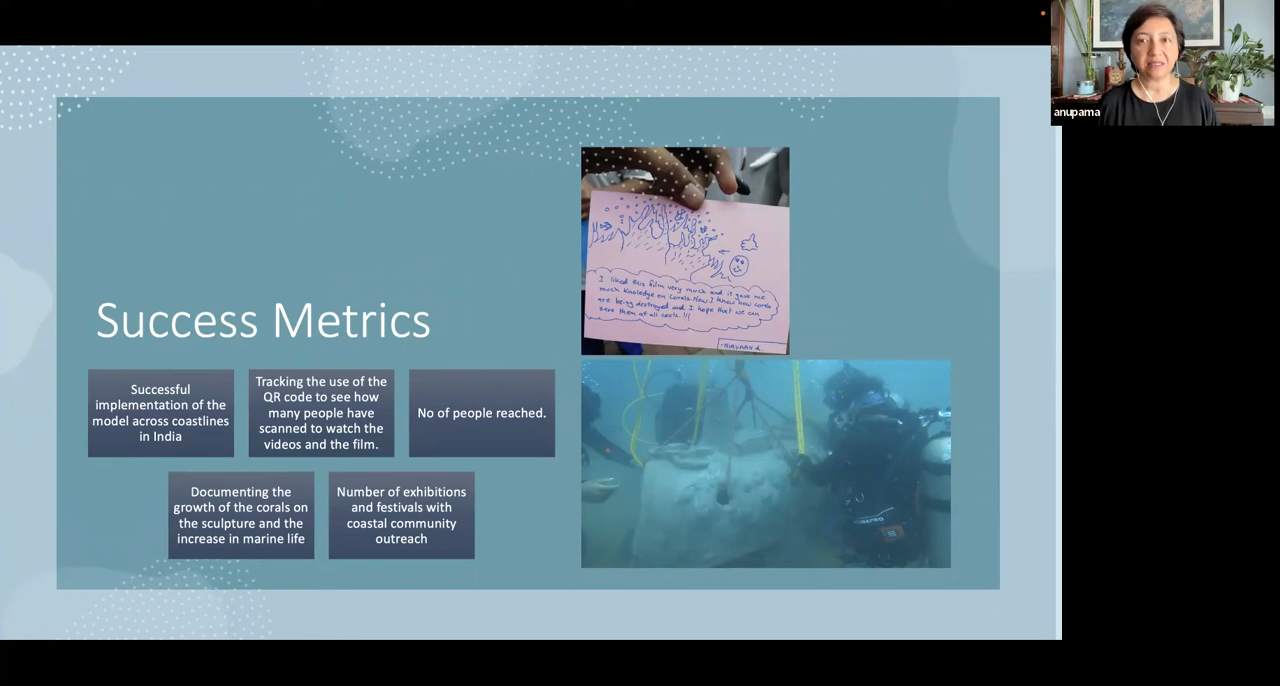 anupama
Success Metrics
Successful
implementation of the
model across coastlines
in India
Tracking the use of the
QR code to see how
many people have
scanned to watch the
videos and the film.
No of people reached.
Documenting the
growth of the corals on
the sculpture and the
increase in marine life
Number of exhibitions
and festivals with
coastal community
outreach
I liked this film very much and it gave me
much knowledge on corals. Now I know how corals
are being destroyed and I hope that we can
save them at all costs.!!!